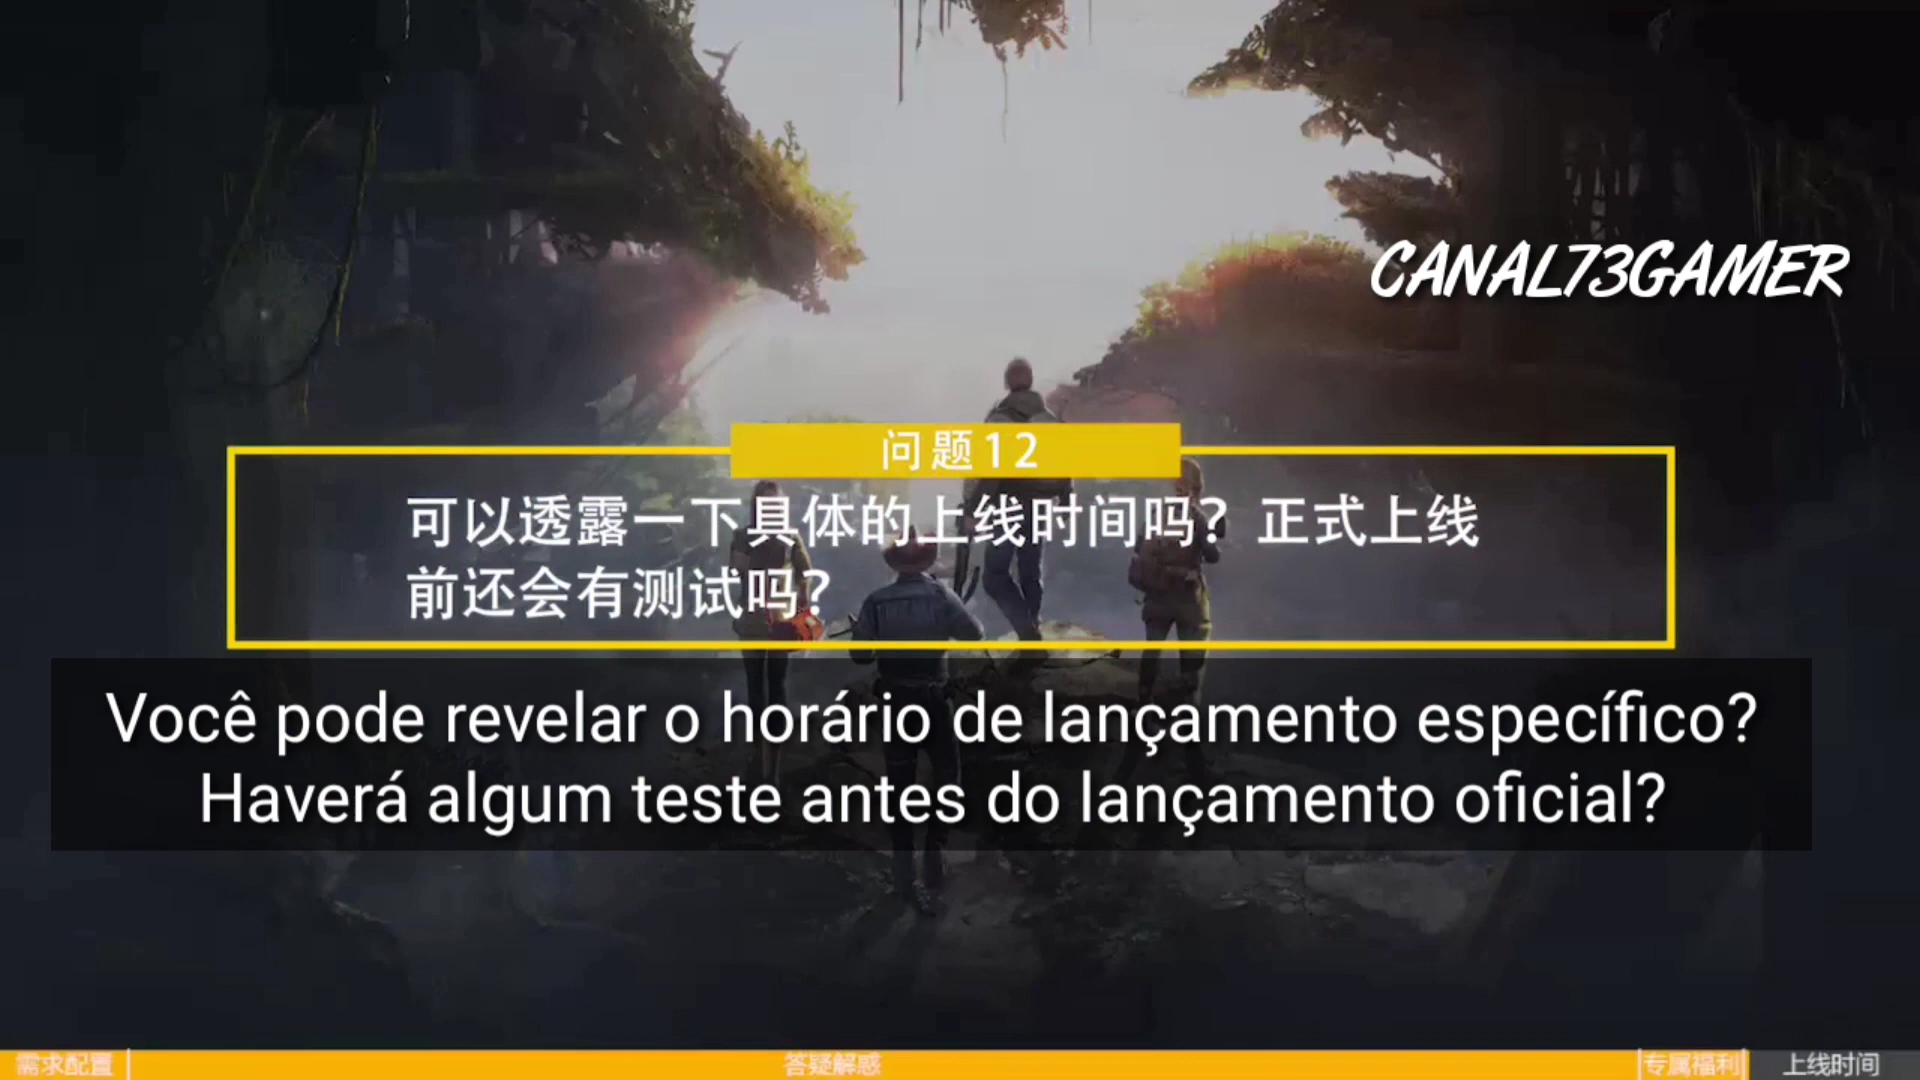 CANAL73GAMER
问题12
可以透露一下具体的上线时间吗？正式上线
前还会有测试吗？
Você pode revelar o horário de lançamento específico?
Haverá algum teste antes do lançamento oficial?
需求配置
答疑解惑
专属福利
上线时间